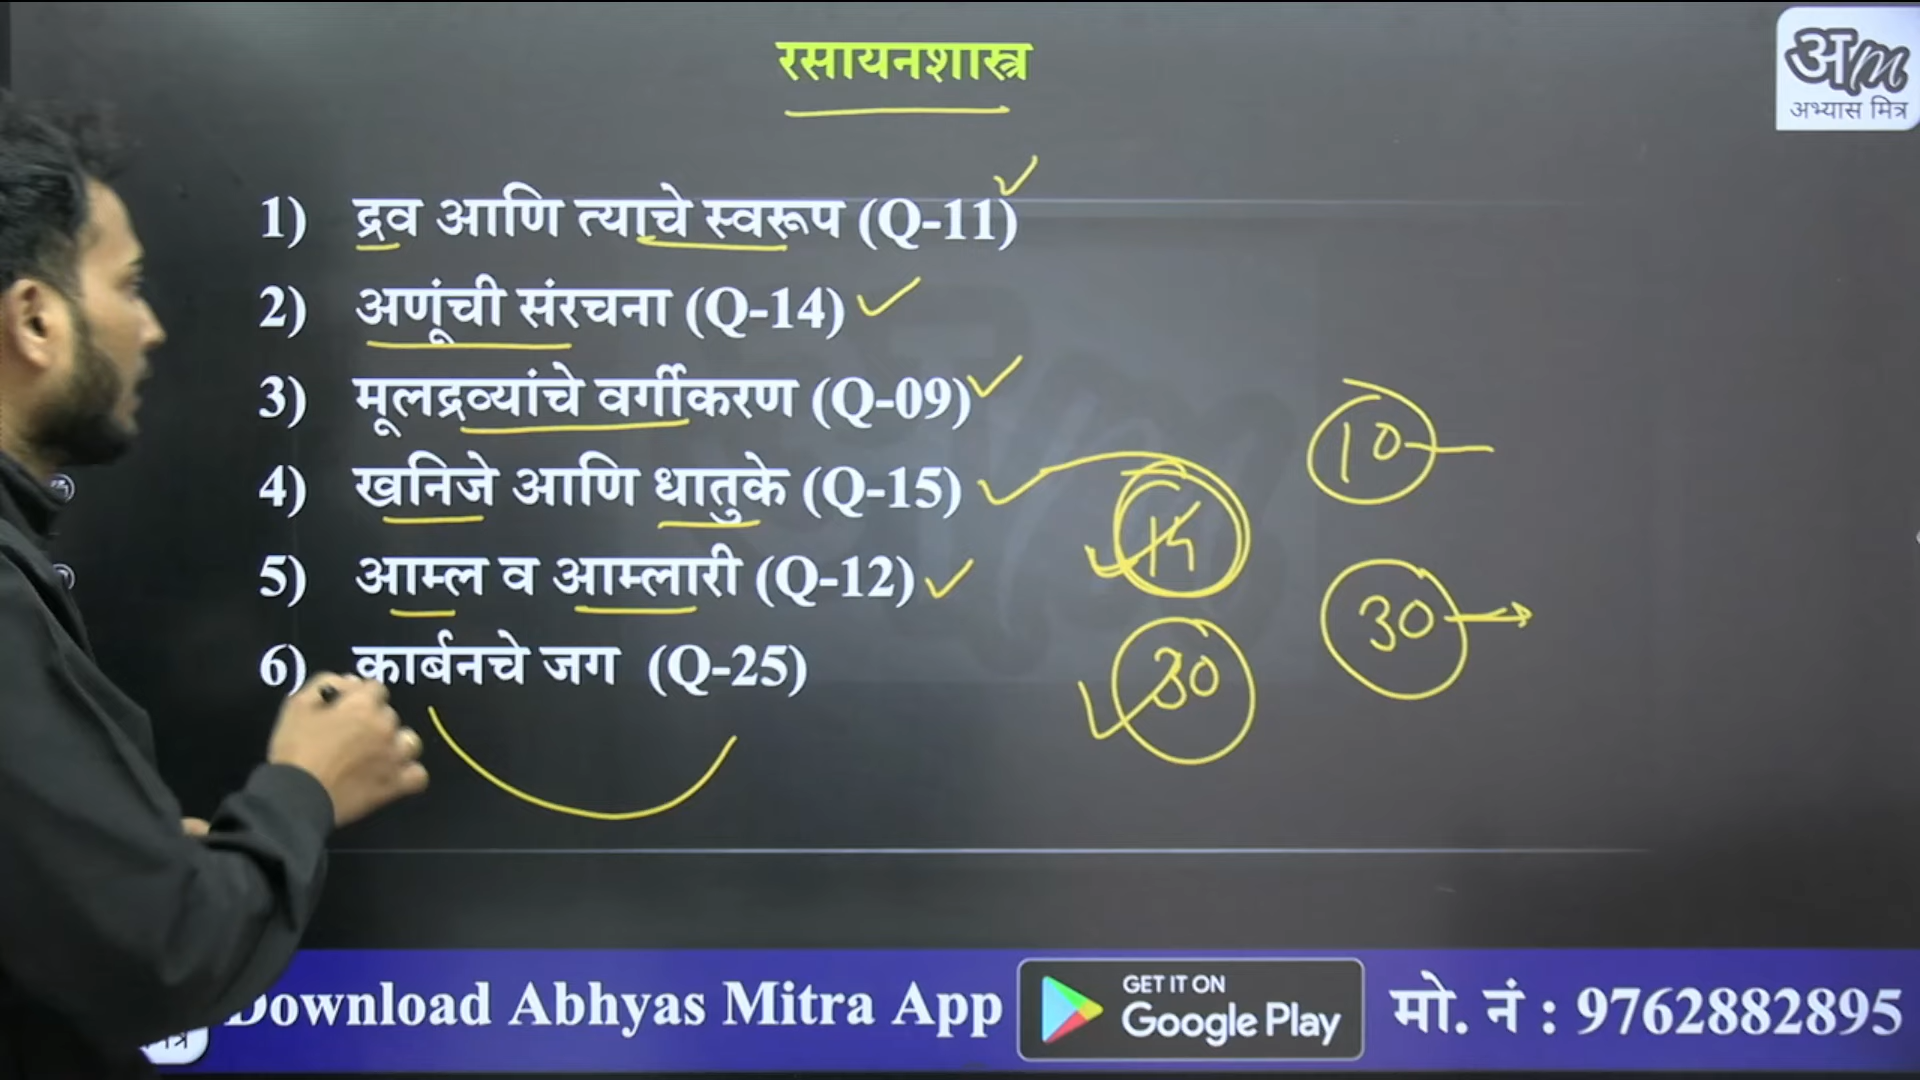 रसायनशास्त्र
अm
अभ्यास मित्र
1) द्रव आणि त्याचे स्वरूप (Q-11)
2) अणूंची संरचना (Q-14)
3) मूलद्रव्यांचे वर्गीकरण (Q-09)
10
4) खनिजे आणि धातुके (Q-15)
15
5) आम्ल व आम्लारी (Q-12)
30
6) कार्बनचे जग (Q-25)
30
Download Abhyas Mitra App
GET IT ON
Google Play
मो. नं : 9762882895